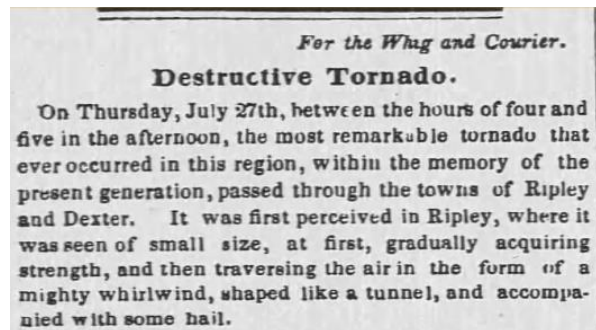 For the Whig and Courier.
Destructive Tornado.
On Thursday, July 27th, between the hours of four and
five in the afternoon, the most remarkable tornado that
ever occurred in this region, within the memory of the
present generation, passed through the towns of Ripley
and Dexter. It was first perceived in Ripley, where it
was seen of small size, at first, gradually acquiring
strength, and then traversing the air in the form of a
mighty whirlwind, shaped like a tunnel, and accompa-
nied with some hail.